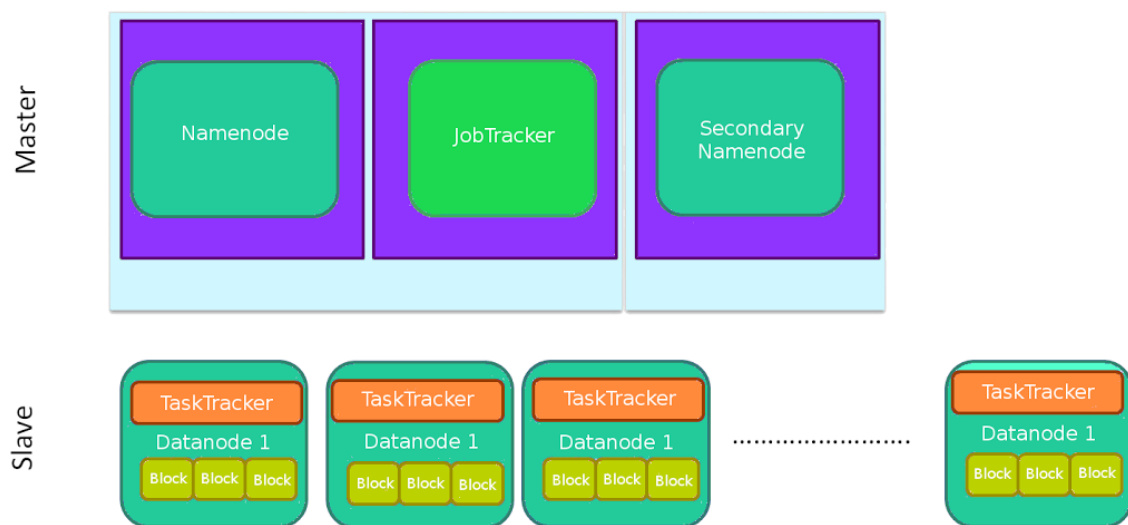 Master
Namenode
JobTracker
Secondary
Namenode
Slave
TaskTracker
Datanode 1
Block Block Block
TaskTracker
Datanode 1
Block Block Block
TaskTracker
Datanode 1
Block Block Block
............................
TaskTracker
Datanode 1
Block Block Block